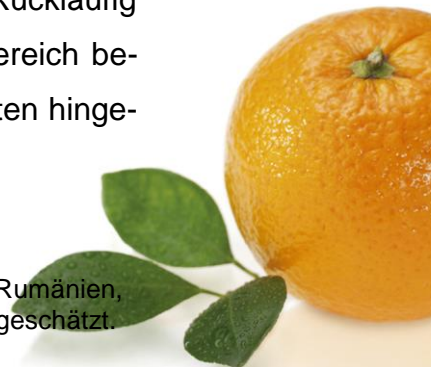 Rückläufig
ereich be-
ten hinge-
Rumänien,
geschätzt.